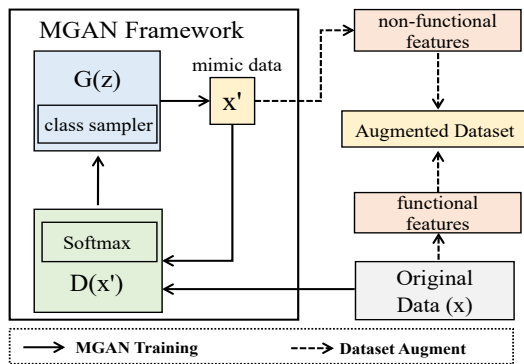 MGAN Framework
G(z)
class sampler
mimic data
x'
Softmax
D(x')
non-functional
features
Augmented Dataset
functional
features
Original
Data (x)
MGAN Training
Dataset Augment